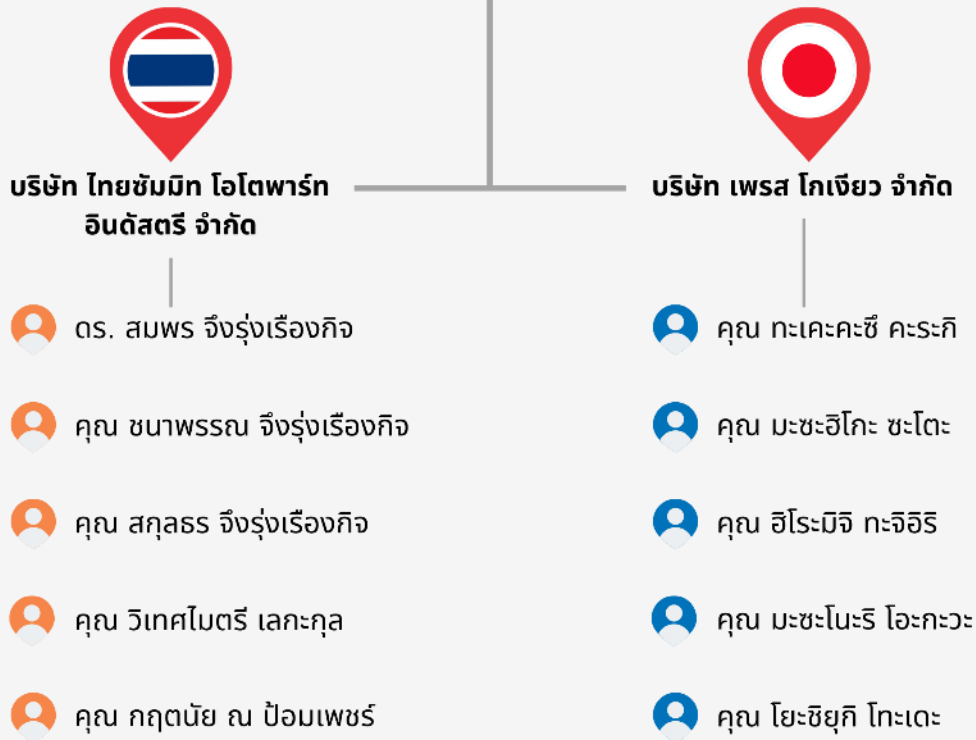 บริษัท ไทยซัมมิท โอโตพาร์ท
อินดัสตรี จำกัด
ดร. สมพร จึงรุ่งเรืองกิจ
คุณ ชนาพรรณ จึงรุ่งเรืองกิจ
คุณ สกุลธร จึงรุ่งเรืองกิจ
คุณ วิเทศไมตรี เลกะกุล
คุณ กฤตนัย ณ ป้อมเพชร์
บริษัท เพรส โกเงียว จำกัด
คุณ ทะเคะคะซึ คะระกิ
คุณ มะซะฮิโกะ ซะโตะ
คุณ ฮิโระมิจิ ทะจิอิริ
คุณ มะซะโนะริ โอะกะวะ
คุณ โยะชิยุกิ โทะเดะ